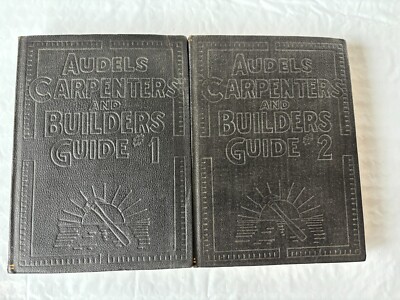 AUDELS
CARPENTERS
AND
BUILDERS
GUIDE #1
AUDELS
CARPENTERS
AND
BUILDERS
GUIDE #2